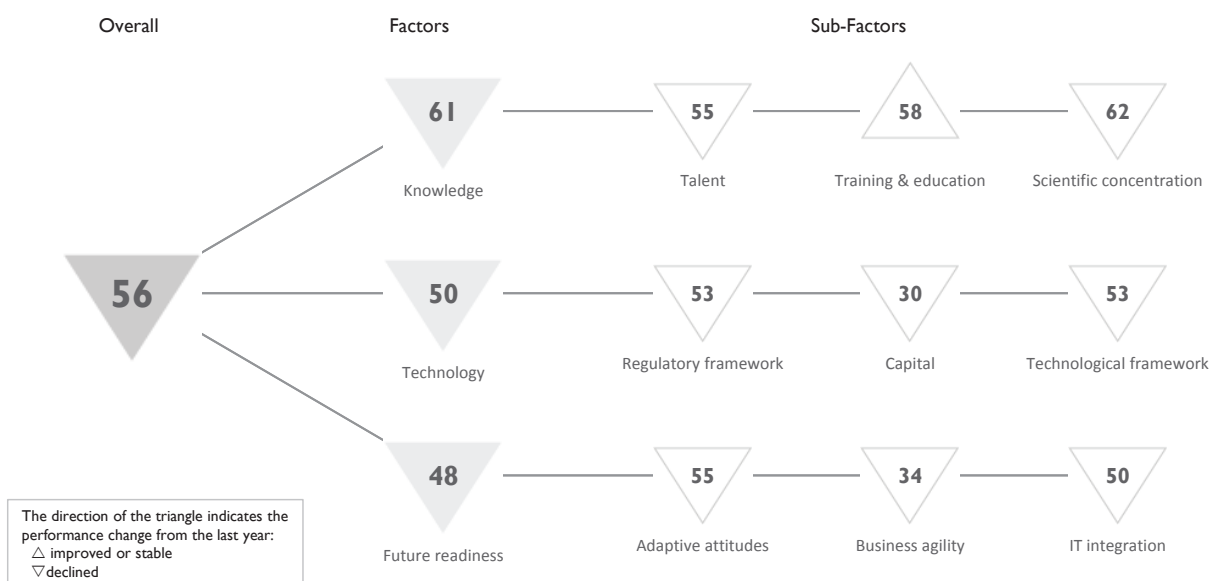 Overall Factors Sub-Factors
61 55 58 62
Knowledge Talent Training & education Scientific concentration
56 50 53 30 53
Technology Regulatory framework Capital Technological framework
48 55 34 50
Future readiness Adaptive attitudes Business agility IT integration
The direction of the triangle indicates the
performance change from the last year:
△ improved or stable
▽ declined